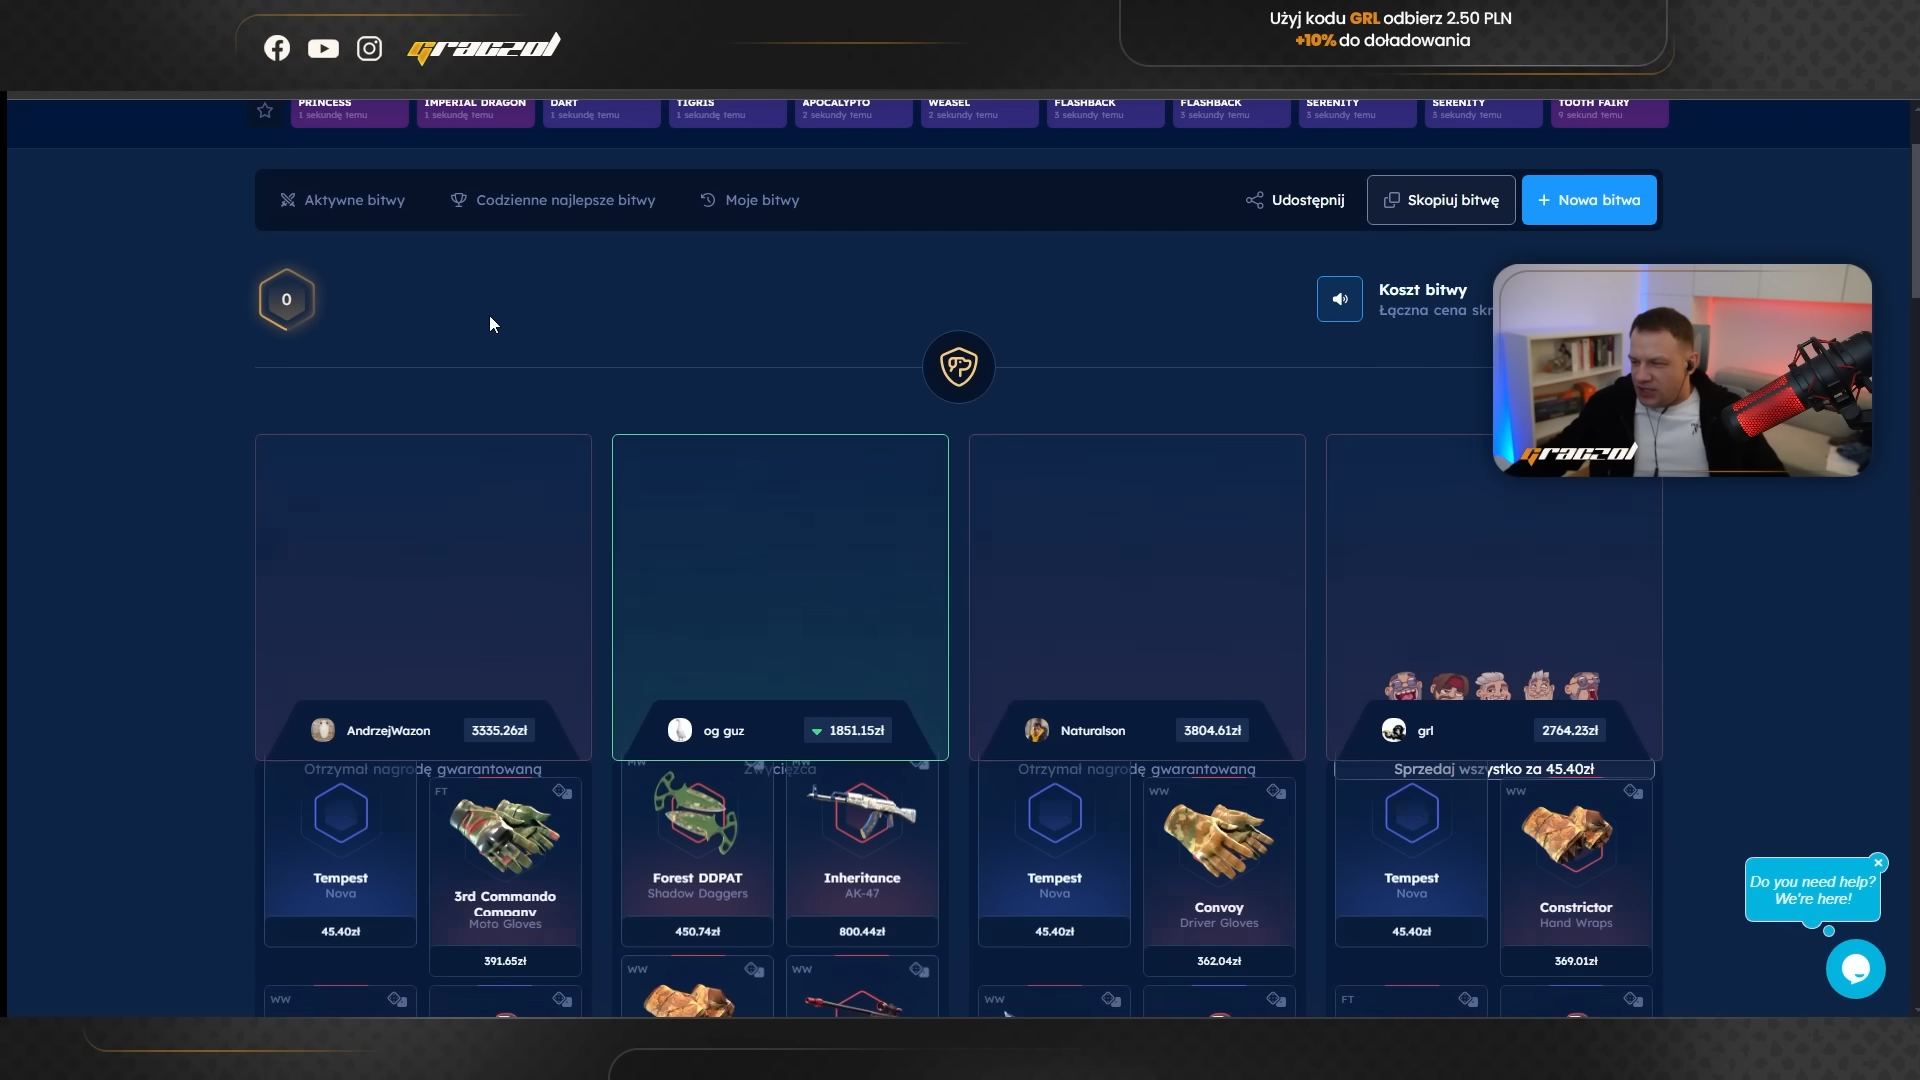 graczol
Użyj kodu GRL odbierz 2.50 PLN
+10% do doładowania
PRINCESS
1 sekundę temu
IMPERIAL DRAGON
1 sekundę temu
DART
1 sekundę temu
TIGRIS
1 sekundę temu
APOCALYPTO
2 sekundy temu
WEASEL
2 sekundy temu
FLASHBACK
3 sekundy temu
FLASHBACK
3 sekundy temu
SERENITY
3 sekundy temu
SERENITY
3 sekundy temu
TOOTH FAIRY
9 sekund temu
Aktywne bitwy
Codzienne najlepsze bitwy
Moje bitwy
Udostępnij
Skopiuj bitwę
+ Nowa bitwa
0
Koszt bitwy
Łączna cena skr
graczol
AndrzejWazon
3335.26zł
og guz
1851.15zł
Naturalson
3804.61zł
grl
2764.23zł
Otrzymał nagrodę gwarantowaną
Zwycięzca
Otrzymał nagrodę gwarantowaną
Sprzedaj wszystko za 45.40zł
Tempest
Nova
45.40zł
FT
3rd Commando
Company
Moto Gloves
391.65zł
MW
Forest DDPAT
Shadow Daggers
450.74zł
MW
Inheritance
AK-47
800.44zł
Tempest
Nova
45.40zł
WW
Convoy
Driver Gloves
362.04zł
Tempest
Nova
45.40zł
WW
Constrictor
Hand Wraps
369.01zł
WW
WW
WW
WW
FT
Do you need help?
We're here!